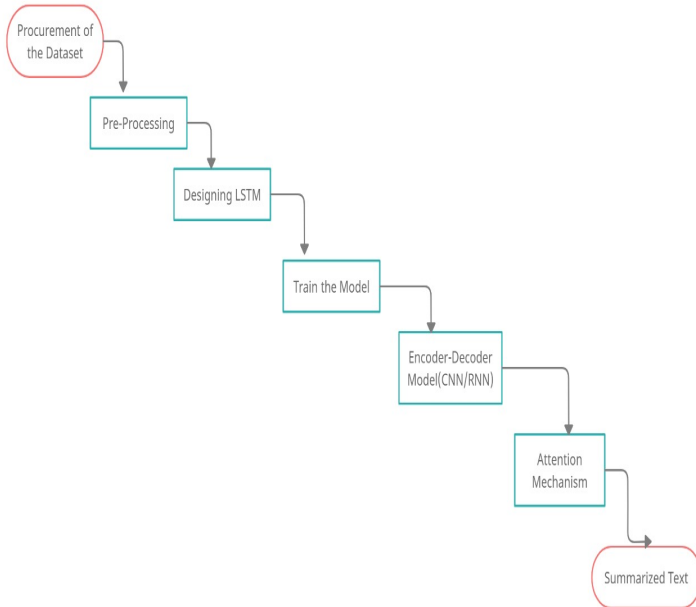 Procurement of
the Dataset
Pre-Processing
Designing LSTM
Train the Model
Encoder-Decoder
Model(CNN/RNN)
Attention
Mechanism
Summarized Text